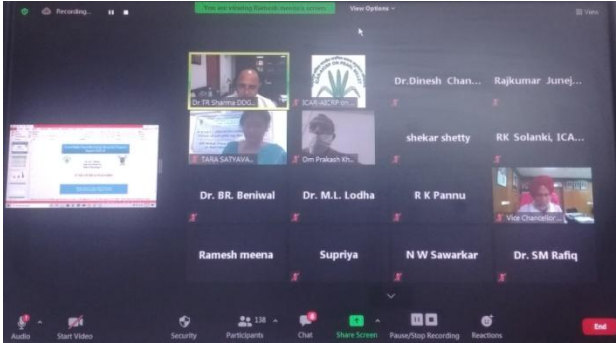 Recording...
You are viewing Ramesh meena's screen
View Options
View
Dr TR Sharma DDG...
ICAR-AICRP on ...
Dr.Dinesh Chan...
Rajkumar Junej...
TARA SATYAVA...
Om Prakash Kh...
shekar shetty
RK Solanki, ICA...
Dr. BR. Beniwal
Dr. M.L. Lodha
R K Pannu
Vice Chancellor ...
Ramesh meena
Supriya
N W Sawarkar
Dr. SM Rafiq
Audio
Start Video
Security
138
Participants
Chat
Share Screen
Pause/Stop Recording
Reactions
End